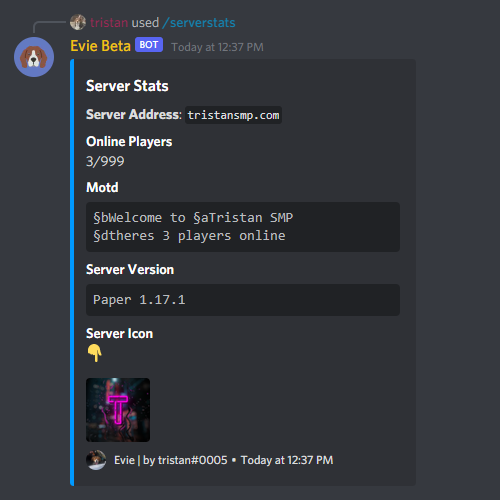 tristan used /serverstats
Evie Beta BOT Today at 12:37 PM
Server Stats
Server Address: tristansmp.com
Online Players
3/999
Motd
§bWelcome to §aTristan SMP
§dtheres 3 players online
Server Version
Paper 1.17.1
Server Icon
T
Evie | by tristan#0005 • Today at 12:37 PM